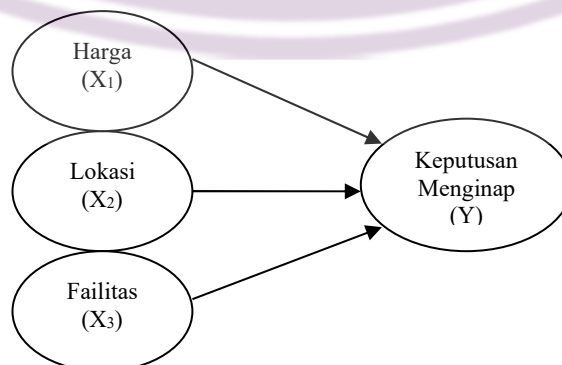 Harga
(X₁)
Lokasi
(X₂)
Failitas
(X₃)
Keputusan
Menginap
(Y)